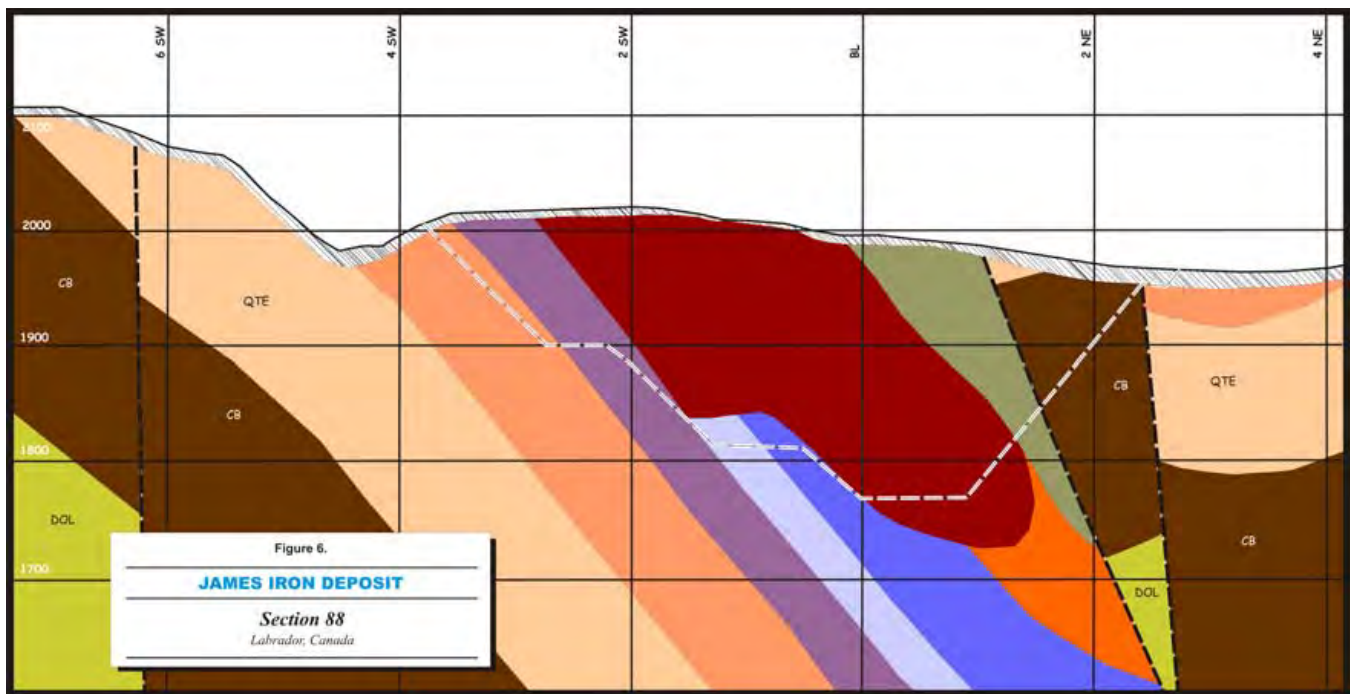 6 SW
4 SW
2 SW
BL
2 NE
4 NE
2100
2000
1900
1800
1700
CB
QTE
CB
DOL
CB
QTE
CB
DOL
Figure 6.
JAMES IRON DEPOSIT
Section 88
Labrador, Canada